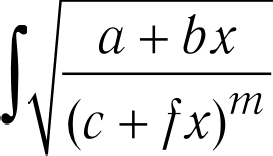 ∫√((a + bx)/(c + fx)^m)